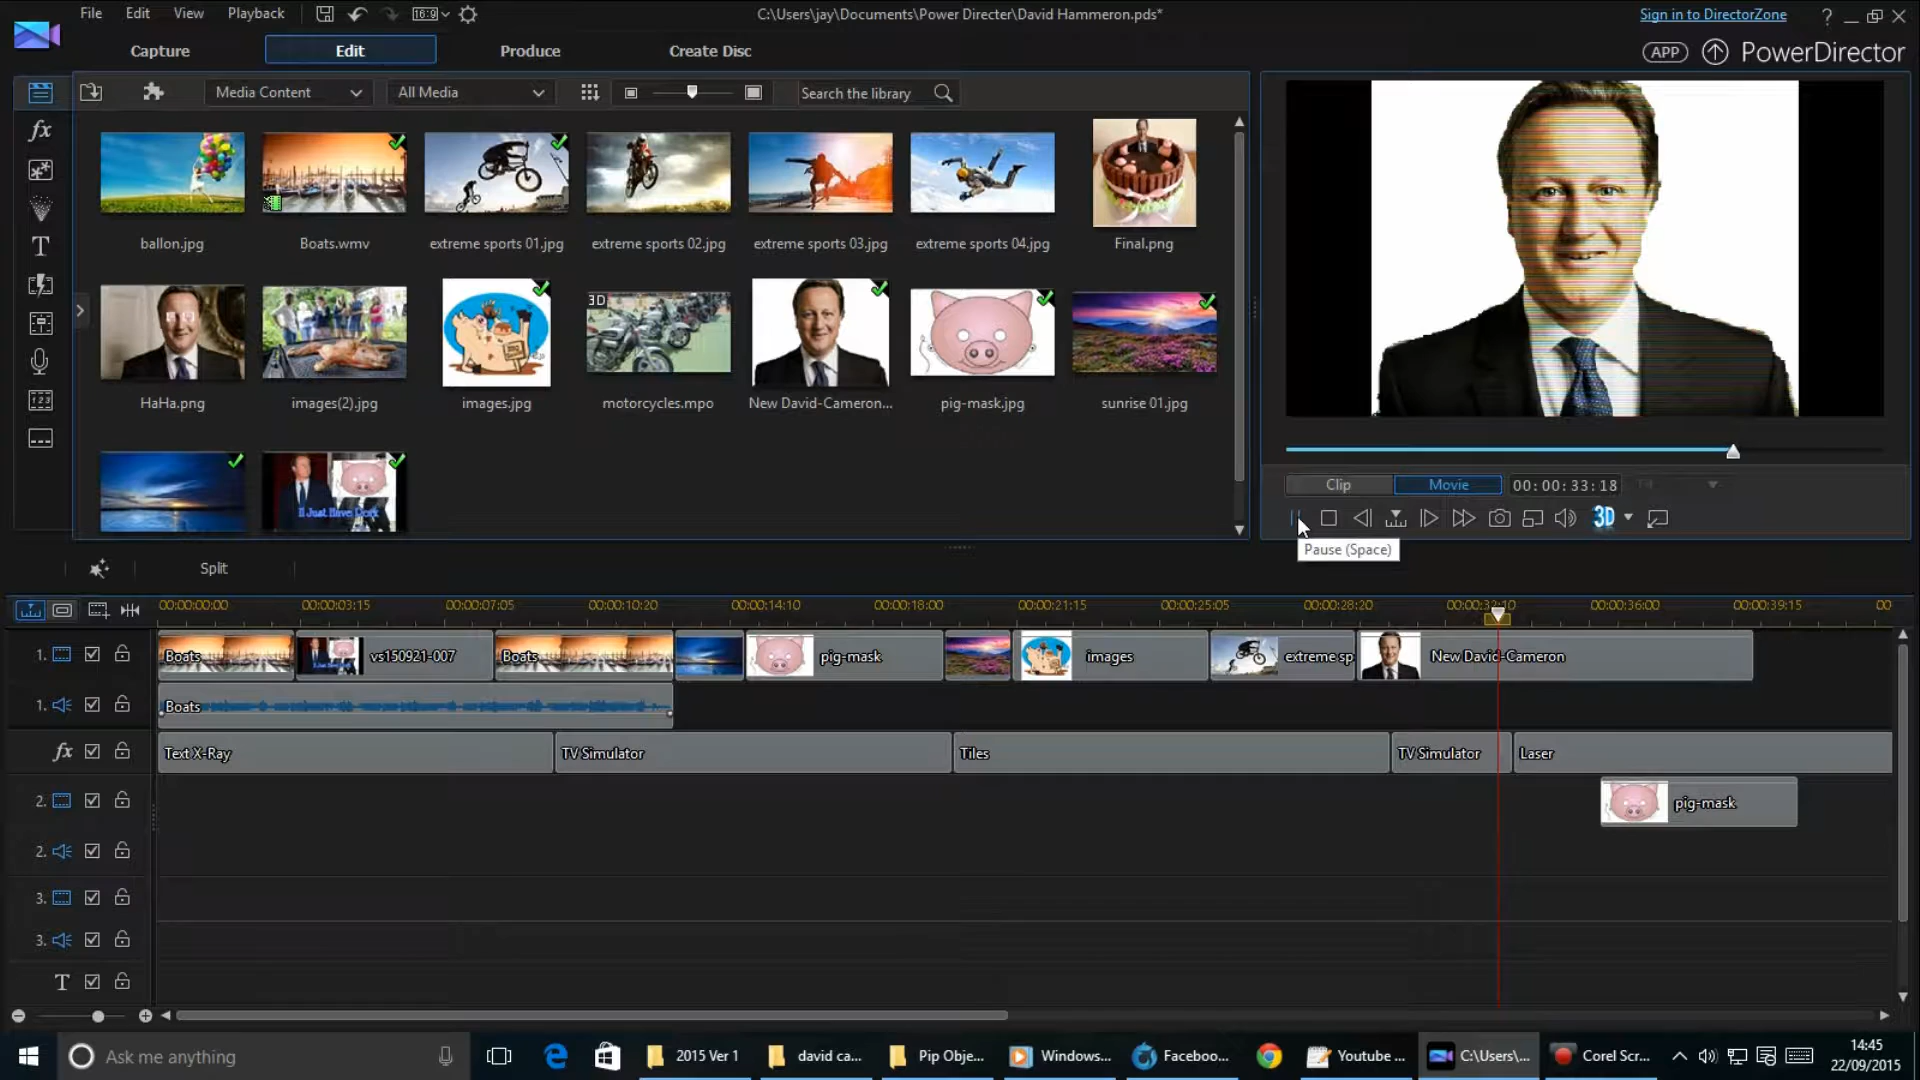 File Edit View Playback 16:9 C:\Users\jay\Documents\Power Directer\David Hammeron.pds* Sign in to DirectorZone ?
Capture Edit Produce Create Disc APP PowerDirector
Media Content All Media Search the library
fx
T
ballon.jpg Boats.wmv extreme sports 01.jpg extreme sports 02.jpg extreme sports 03.jpg extreme sports 04.jpg Final.png
3D
HaHa.png images(2).jpg images.jpg motorcycles.mpo New David-Cameron... pig-mask.jpg sunrise 01.jpg
Clip Movie 00:00:33:18
3D
Pause (Space)
Split
00:00:00:00 00:00:03:15 00:00:07:05 00:00:10:20 00:00:14:10 00:00:18:00 00:00:21:15 00:00:25:05 00:00:28:20 00:00:32:10 00:00:36:00 00:00:39:15 00
1. Boats vs150921-007 Boats pig-mask images extreme sp New David-Cameron
1. Boats
fx Text X-Ray TV Simulator Tiles TV Simulator Laser
2. pig-mask
2.
3.
3.
T
Ask me anything 2015 Ver 1 david ca... Pip Obje... Windows... Faceboo... Youtube ... C:\Users\... Corel Scr... 14:45
22/09/2015